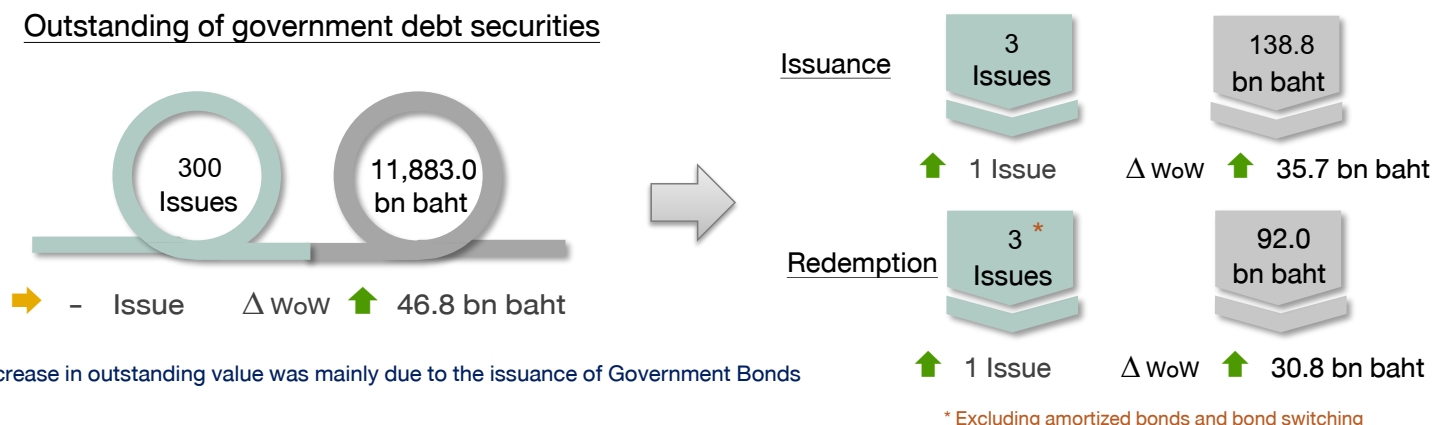 Outstanding of government debt securities
300
Issues
11,883.0
bn baht
- Issue
Δ WoW 46.8 bn baht
crease in outstanding value was mainly due to the issuance of Government Bonds
Issuance
3
Issues
138.8
bn baht
1 Issue
Δ WoW 35.7 bn baht
Redemption
3 *
Issues
92.0
bn baht
1 Issue
Δ WoW 30.8 bn baht
* Excluding amortized bonds and bond switching